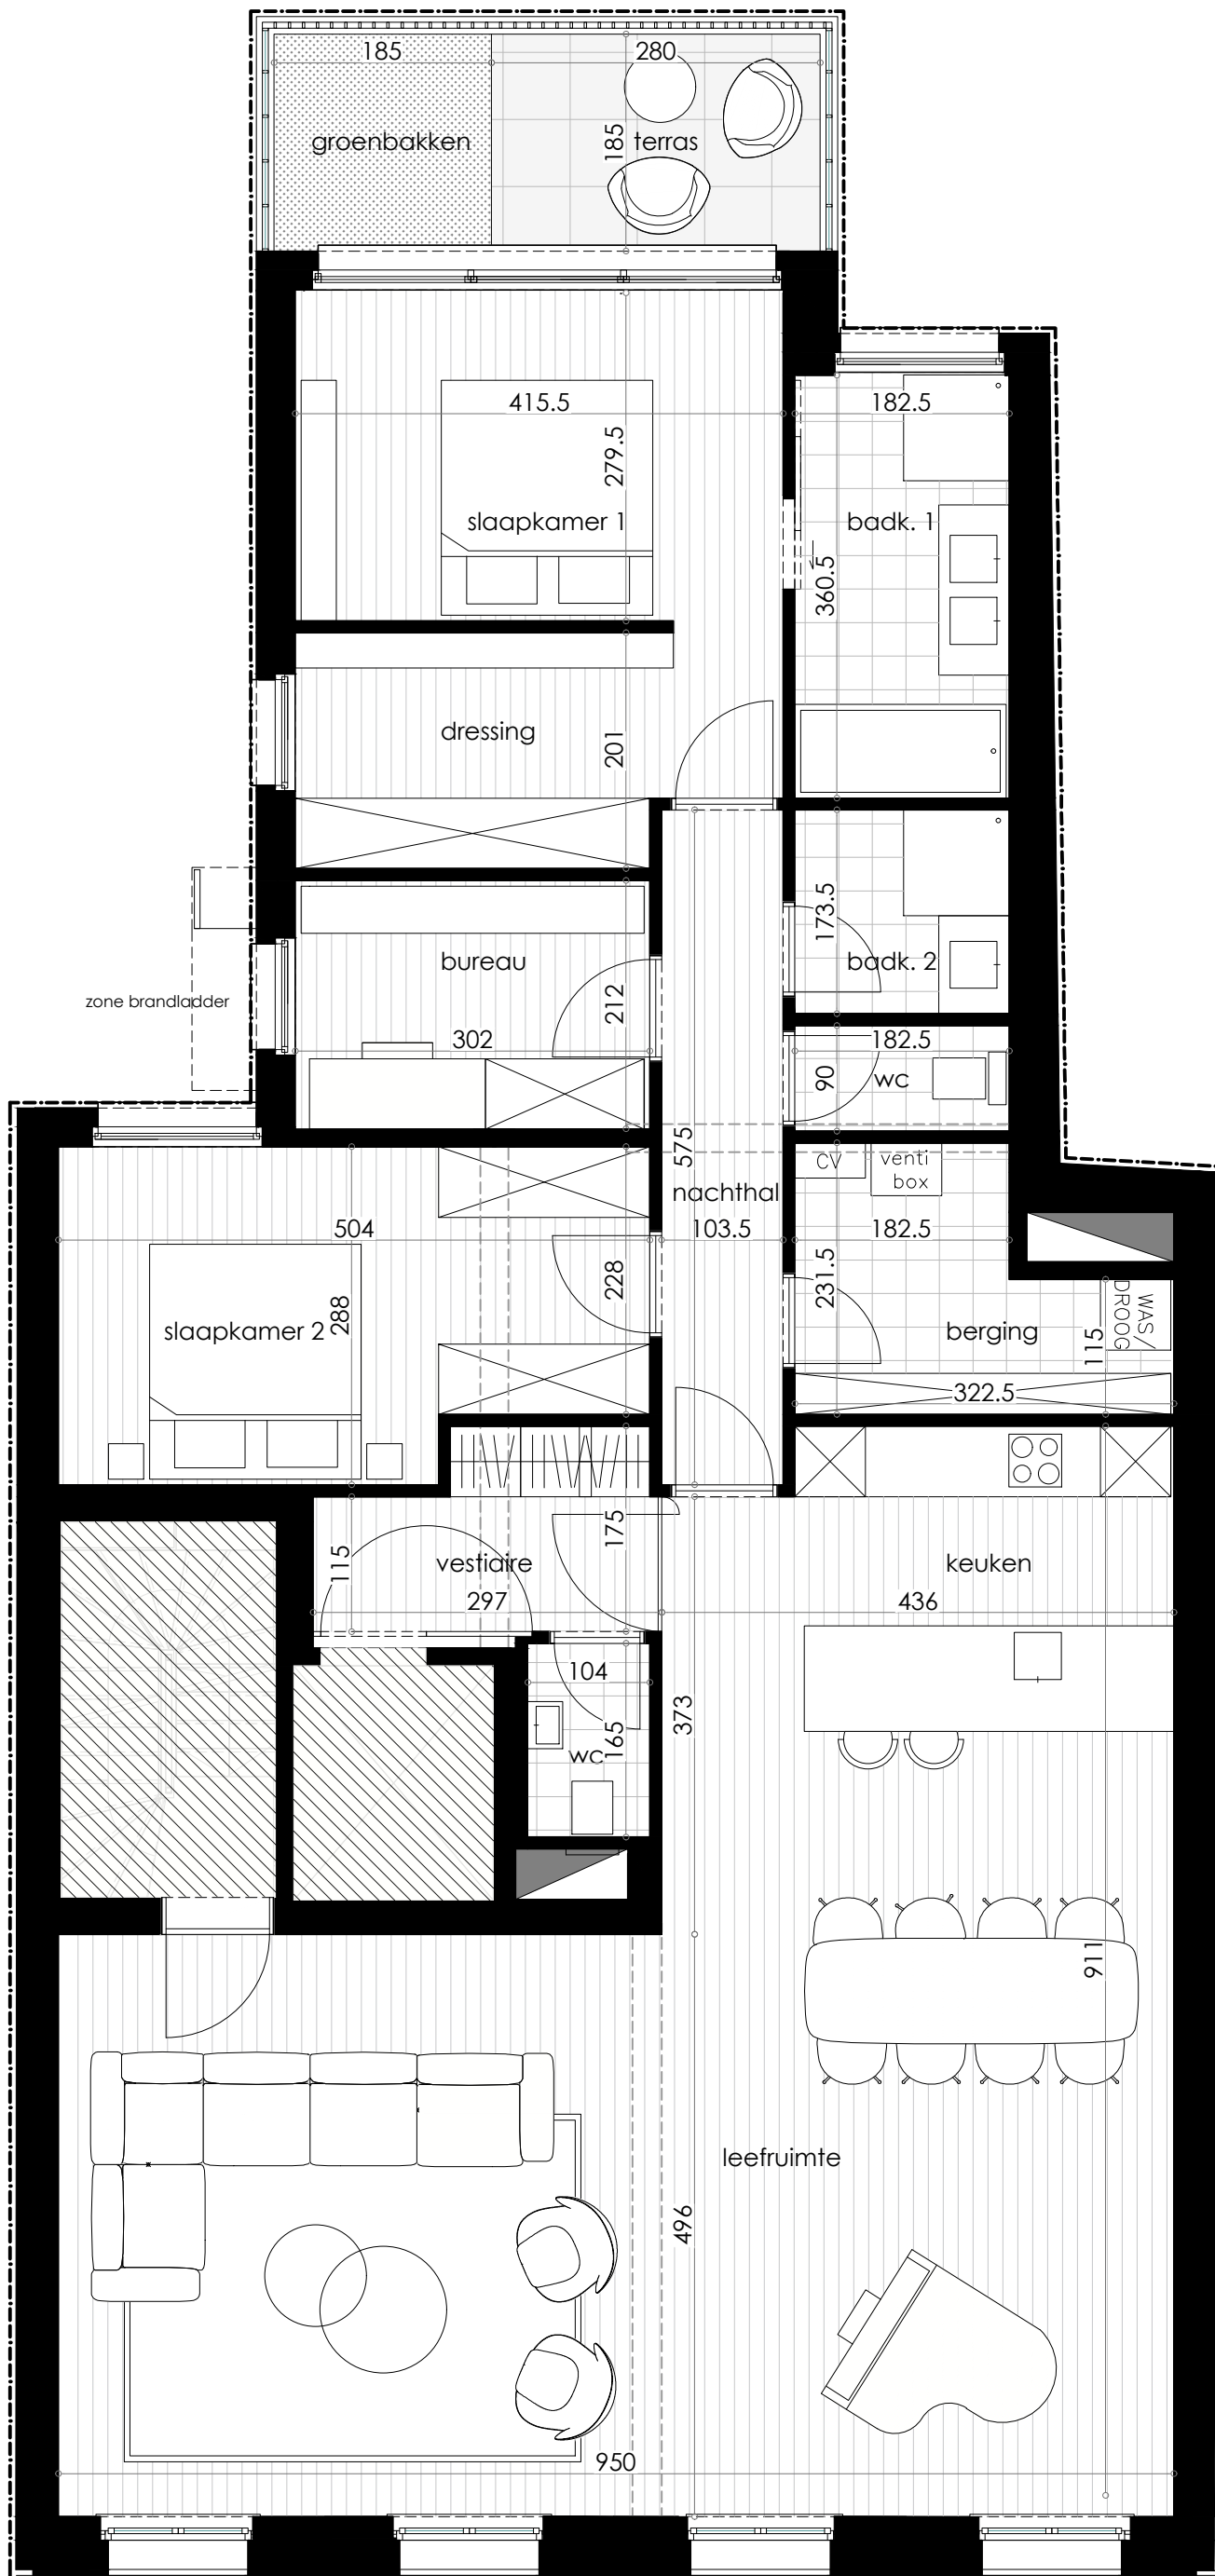 185
280
groenbakken
185
terras
415.5
182.5
279.5
slaapkamer 1
badk. 1
360.5
dressing
201
173.5
bureau
badk. 2
zone brandladder
212
302
182.5
90
wc
575
CV
venti
box
nachthal
504
103.5
182.5
228
231.5
288
slaapkamer 2
berging
WAS/
DROOG
115
322.5
175
115
vestiaire
keuken
297
436
104
373
165
wc
911
leefruimte
496
950